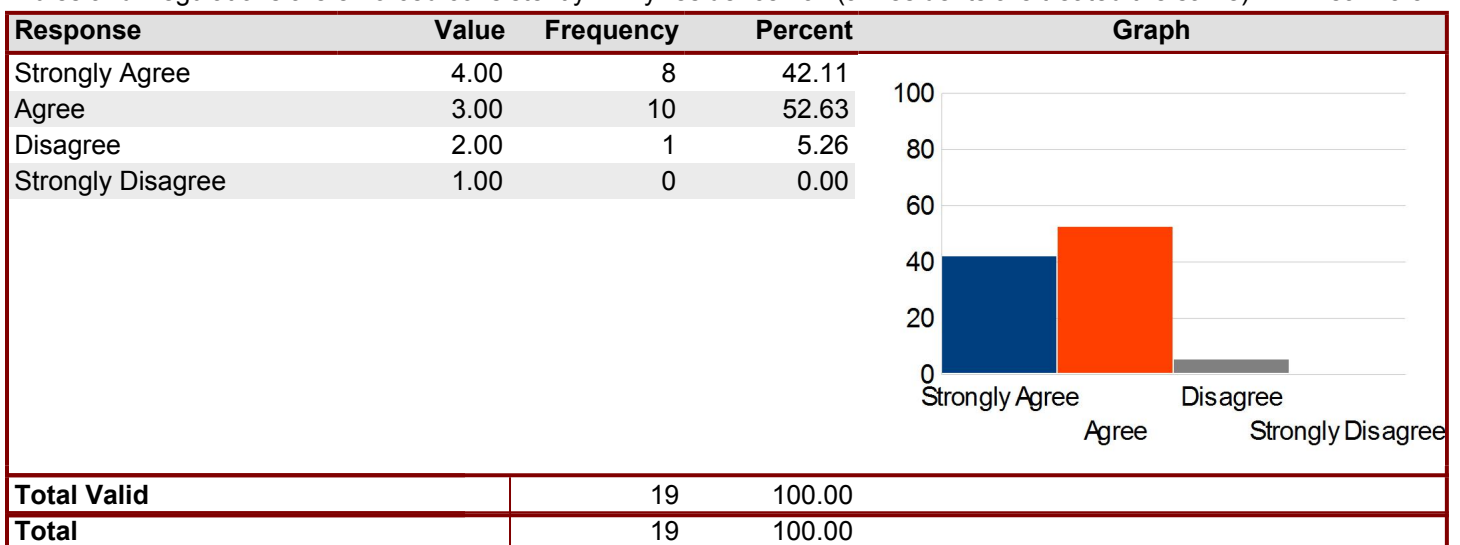 Response Value Frequency Percent Graph
Strongly Agree 4.00 8 42.11
Agree 3.00 10 52.63
Disagree 2.00 1 5.26
Strongly Disagree 1.00 0 0.00
100
80
60
40
20
0
Strongly Agree Disagree
Agree Strongly Disagree
Total Valid 19 100.00
Total 19 100.00